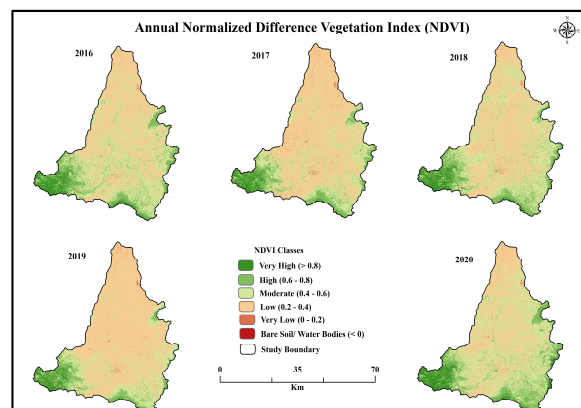 Annual Normalized Difference Vegetation Index (NDVI)
N
W E
S
2016
2017
2018
2019
2020
NDVI Classes
Very High (> 0.8)
High (0.6 - 0.8)
Moderate (0.4 - 0.6)
Low (0.2 - 0.4)
Very Low (0 - 0.2)
Bare Soil/ Water Bodies (< 0)
Study Boundary
0 35 70
Km